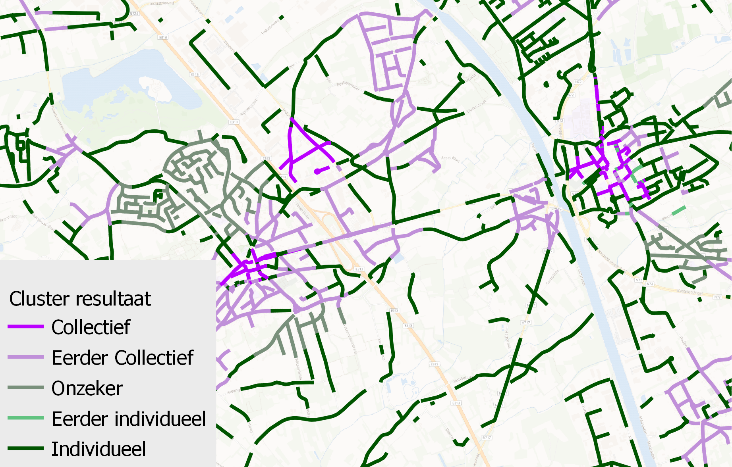 Cluster resultaat
Collectief
Eerder Collectief
Onzeker
Eerder individueel
Individueel